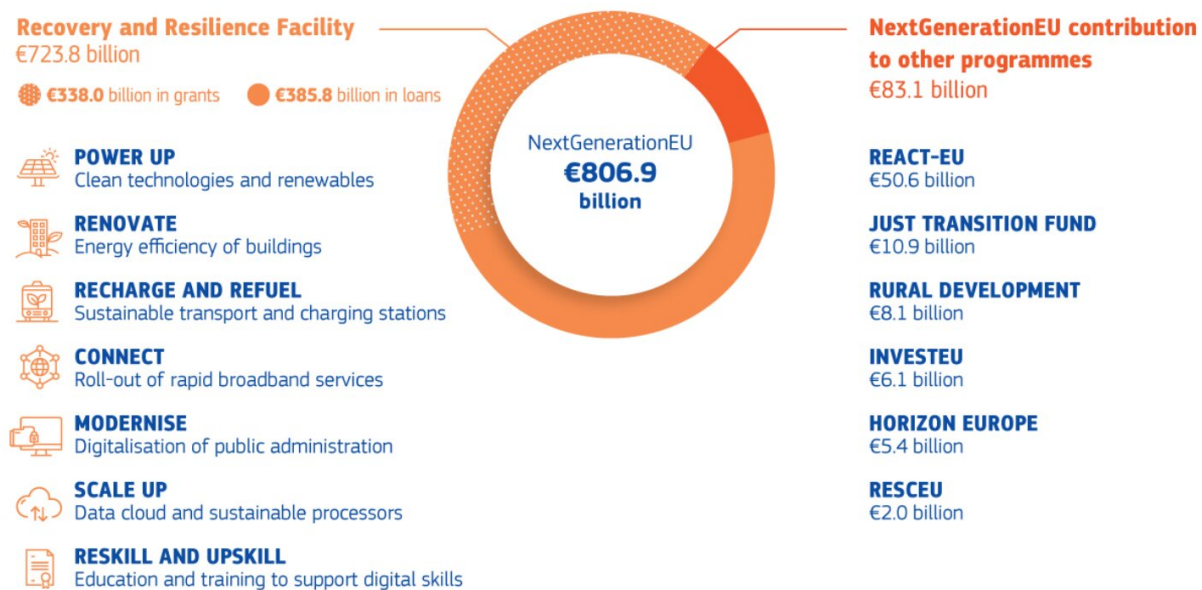 Recovery and Resilience Facility
€723.8 billion
€338.0 billion in grants
€385.8 billion in loans
POWER UP
Clean technologies and renewables
RENOVATE
Energy efficiency of buildings
RECHARGE AND REFUEL
Sustainable transport and charging stations
CONNECT
Roll-out of rapid broadband services
MODERNISE
Digitalisation of public administration
SCALE UP
Data cloud and sustainable processors
RESKILL AND UPSKILL
Education and training to support digital skills
NextGenerationEU
€806.9
billion
NextGenerationEU contribution
to other programmes
€83.1 billion
REACT-EU
€50.6 billion
JUST TRANSITION FUND
€10.9 billion
RURAL DEVELOPMENT
€8.1 billion
INVESTEU
€6.1 billion
HORIZON EUROPE
€5.4 billion
RESCEU
€2.0 billion